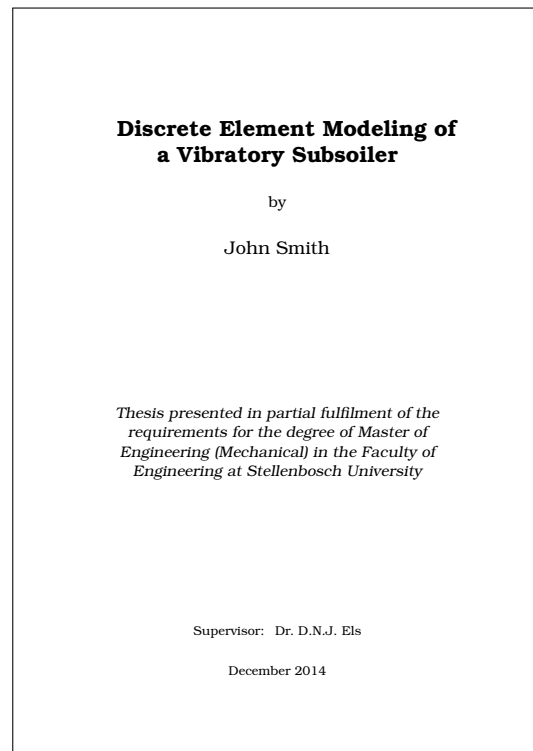 Discrete Element Modeling of
a Vibratory Subsoiler
by
John Smith
Thesis presented in partial fulfilment of the
requirements for the degree of Master of
Engineering (Mechanical) in the Faculty of
Engineering at Stellenbosch University
Supervisor: Dr. D.N.J. Els
December 2014